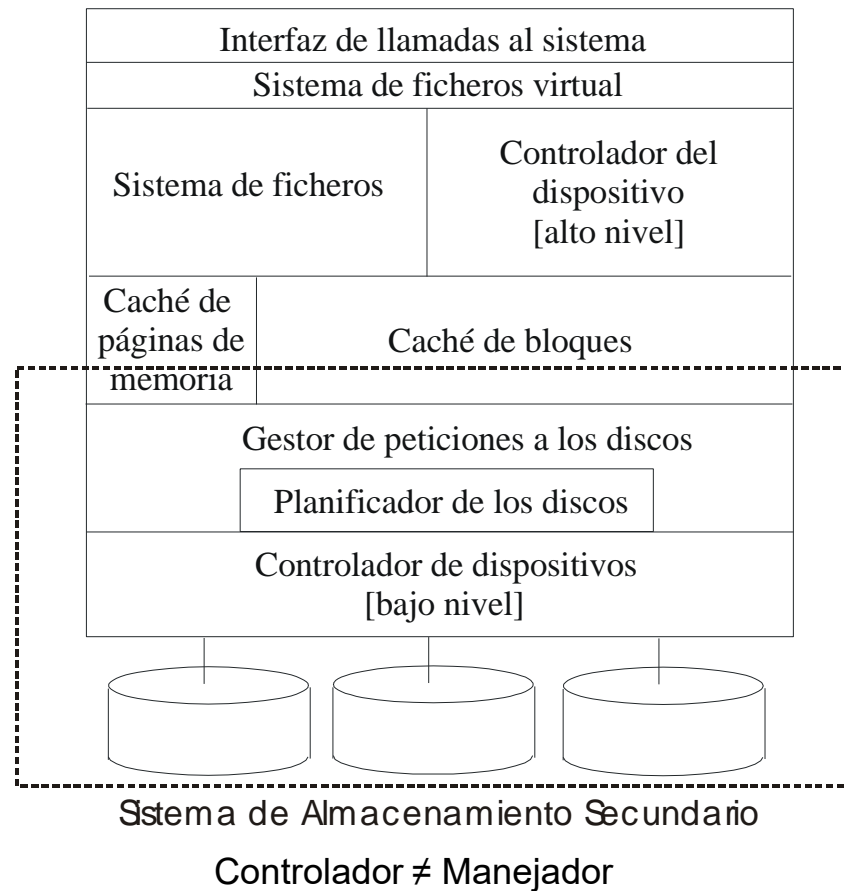 Interfaz de llamadas al sistema
Sistema de ficheros virtual
Sistema de ficheros
Controlador del
dispositivo
[alto nivel]
Caché de
páginas de
memoria
Caché de bloques
Gestor de peticiones a los discos
Planificador de los discos
Controlador de dispositivos
[bajo nivel]
Sistema de Almacenamiento Secundario
Controlador ≠ Manejador